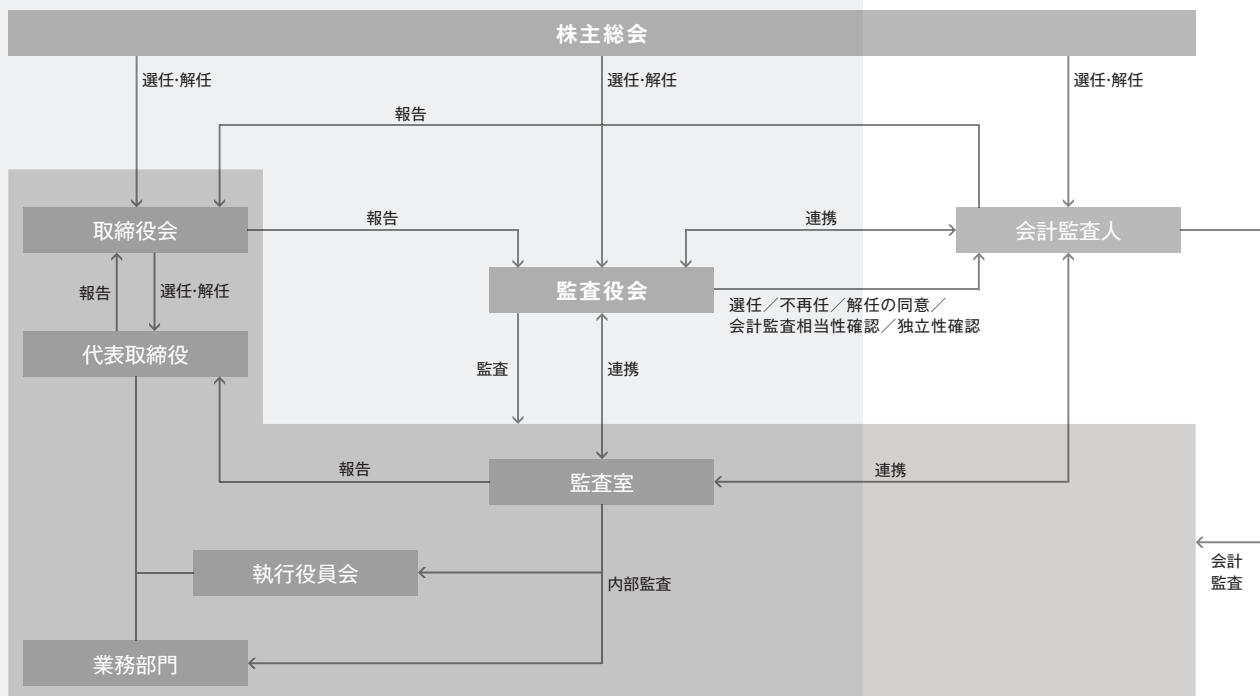 株主総会
選任・解任
選任・解任
選任・解任
報告
取締役会
報告
連携
会計監査人
報告
選任・解任
監査役会
選任／不再任／解任の同意／
会計監査相当性確認／独立性確認
代表取締役
監査
連携
報告
監査室
連携
執行役員会
内部監査
会計
監査
業務部門